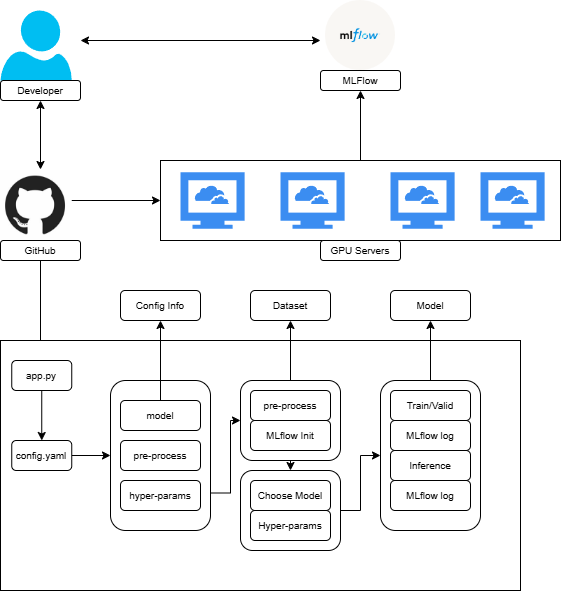 mlflow
Developer
MLFlow
GitHub
GPU Servers
Config Info
Dataset
Model
app.py
config.yaml
model
pre-process
hyper-params
pre-process
MLflow Init
Choose Model
Hyper-params
Train/Valid
MLflow log
Inference
MLflow log